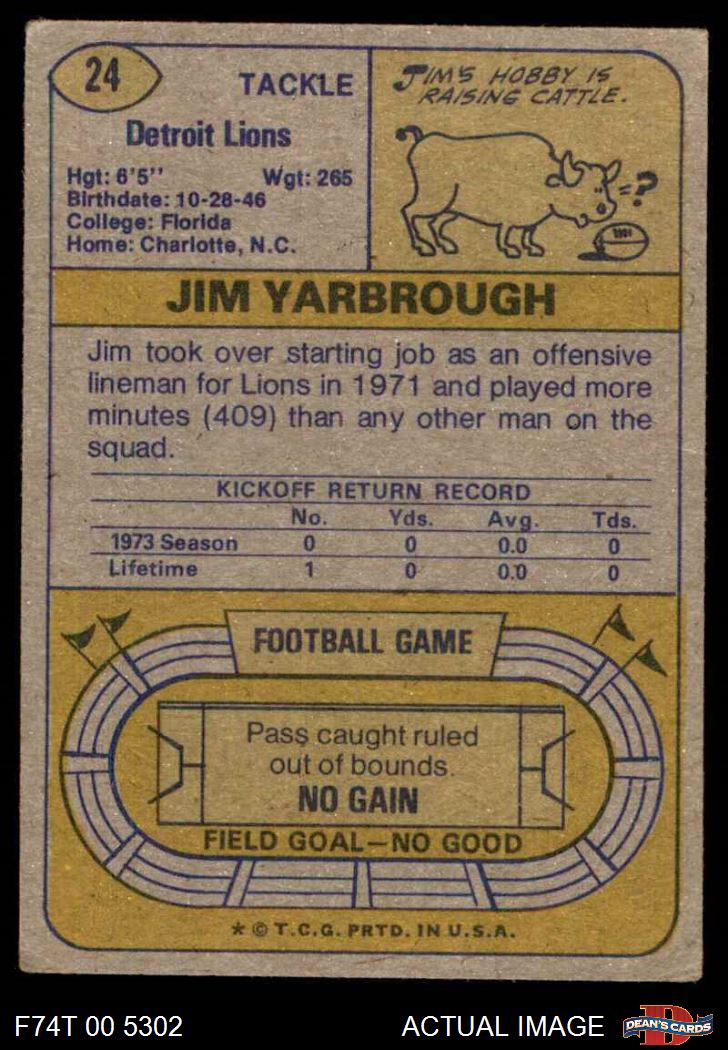 24
TACKLE
Detroit Lions
Hgt: 6'5'' Wgt: 265
Birthdate: 10-28-46
College: Florida
Home: Charlotte, N.C.
JIM'S HOBBY IS
RAISING CATTLE.
=?
JIM YARBROUGH
Jim took over starting job as an offensive
lineman for Lions in 1971 and played more
minutes (409) than any other man on the
squad.
KICKOFF RETURN RECORD
No. Yds. Avg. Tds.
1973 Season 0 0 0.0 0
Lifetime 1 0 0.0 0
FOOTBALL GAME
Pass caught ruled
out of bounds.
NO GAIN
FIELD GOAL—NO GOOD
* © T.C.G. PRTD. IN U.S.A.
F74T 00 5302 ACTUAL IMAGE
D
DEAN'S CARDS